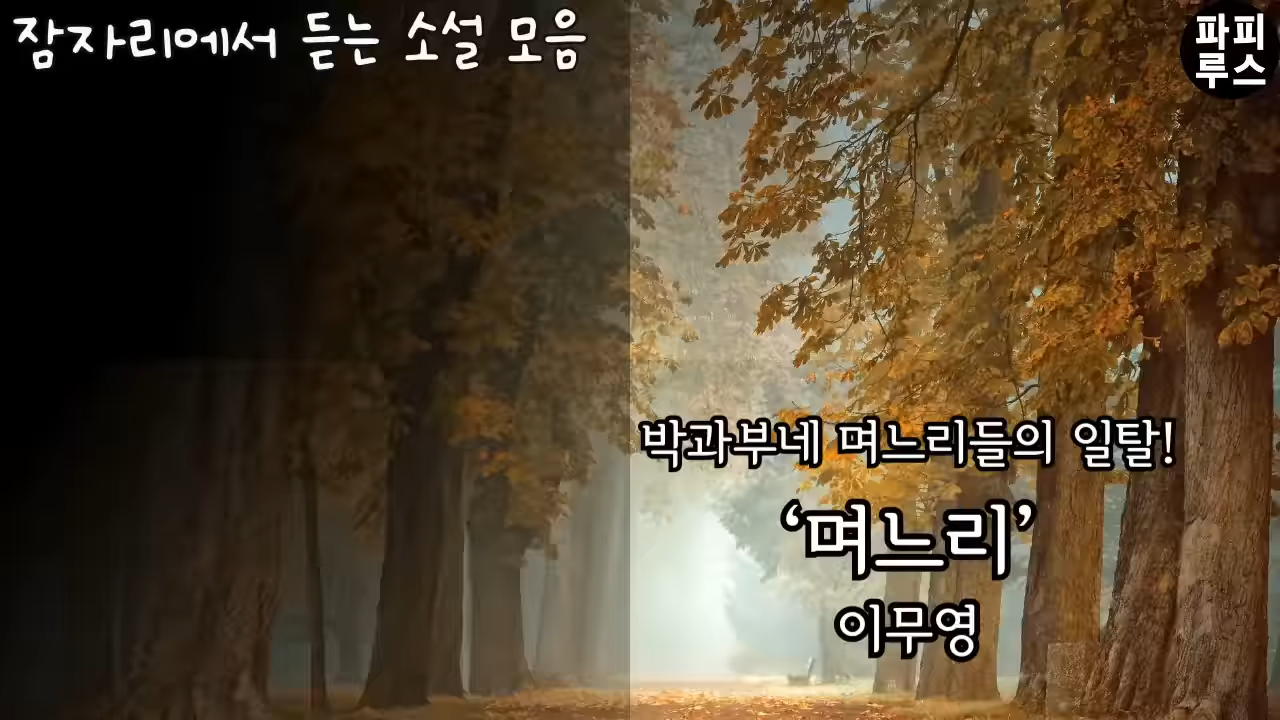 잠자리에서 듣는 소설 모음
파피
루스
박과부네 며느리들의 일탈!
‘며느리’
이무영